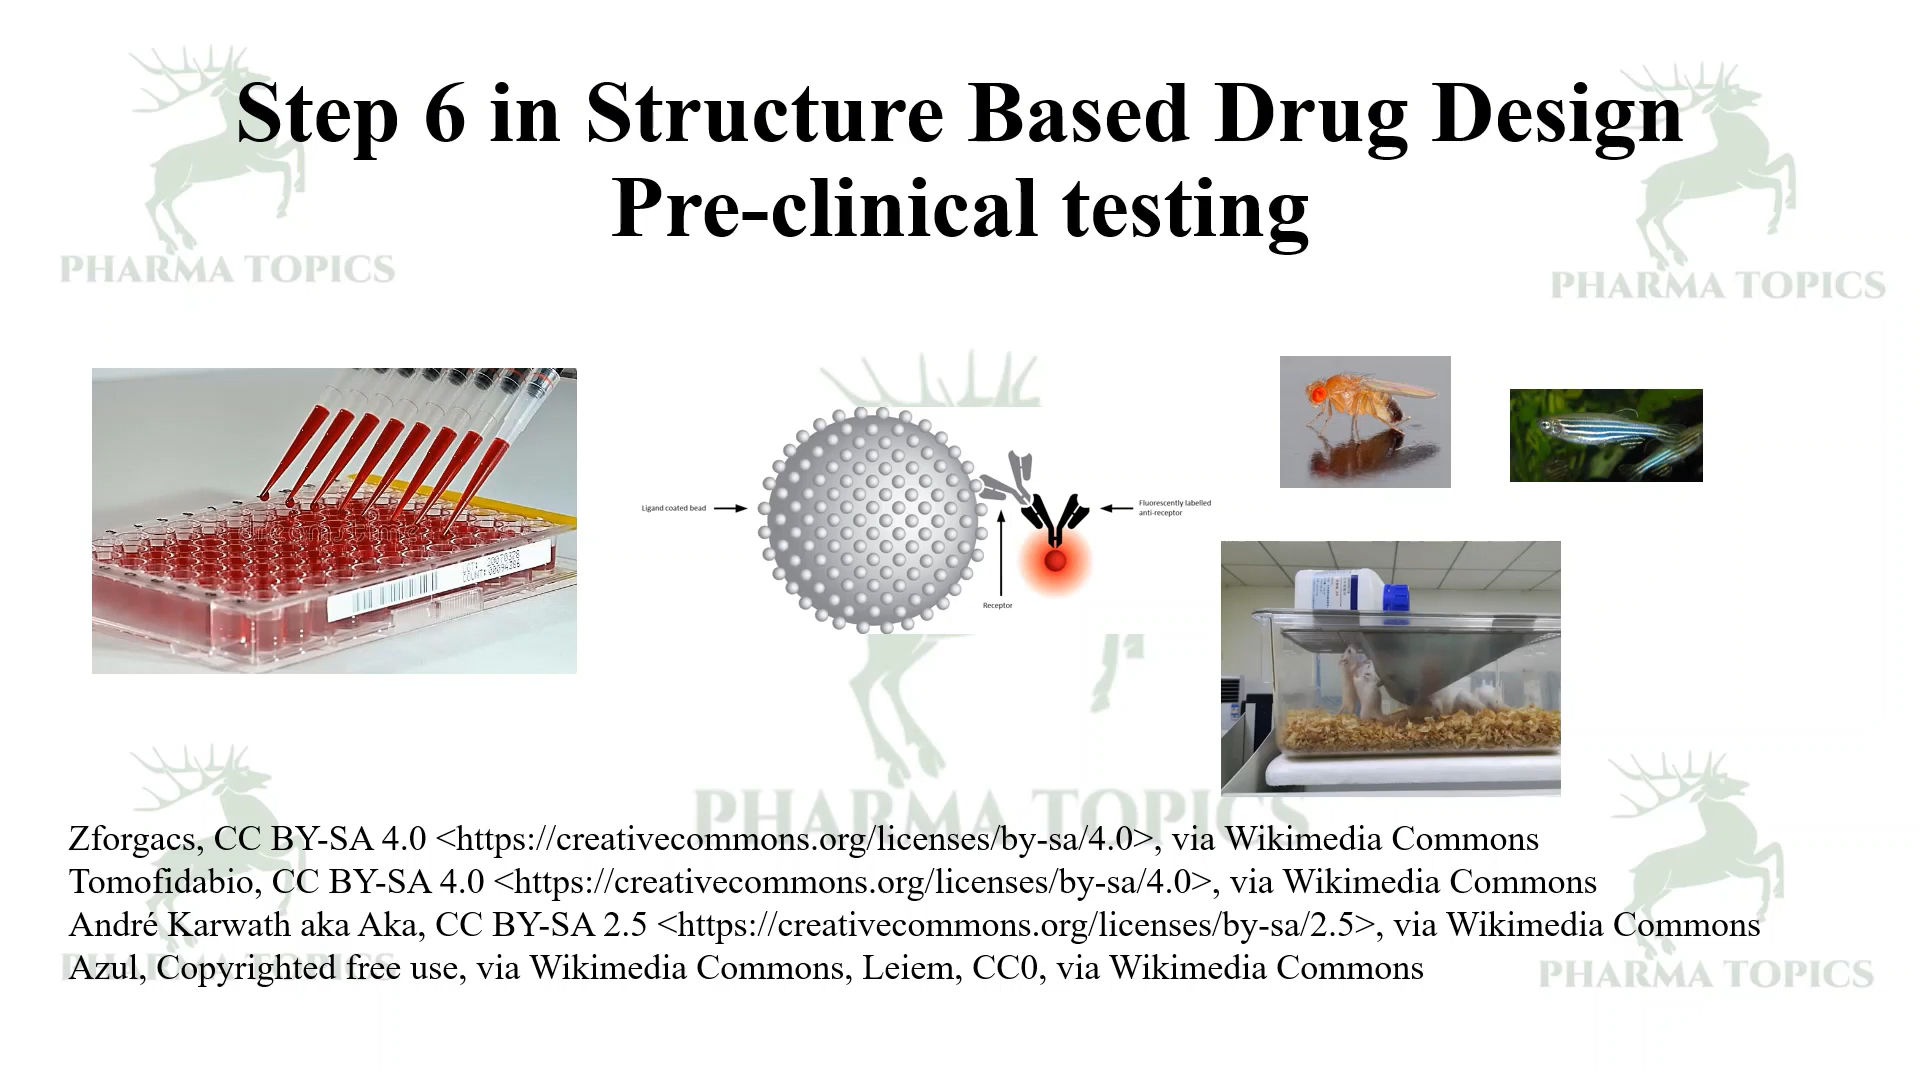 Step 6 in Structure Based Drug Design
Pre-clinical testing
PHARMA TOPICS
PHARMA TOPICS
Ligand coated bead
Fluorescently labelled
anti-receptor
Receptor
PHARMA TOPICS
Zforgacs, CC BY-SA 4.0 <https://creativecommons.org/licenses/by-sa/4.0>, via Wikimedia Commons
Tomofidabio, CC BY-SA 4.0 <https://creativecommons.org/licenses/by-sa/4.0>, via Wikimedia Commons
André Karwath aka Aka, CC BY-SA 2.5 <https://creativecommons.org/licenses/by-sa/2.5>, via Wikimedia Commons
Azul, Copyrighted free use, via Wikimedia Commons, Leiem, CC0, via Wikimedia Commons
PHARMA TOPICS
PHARMA TOPICS